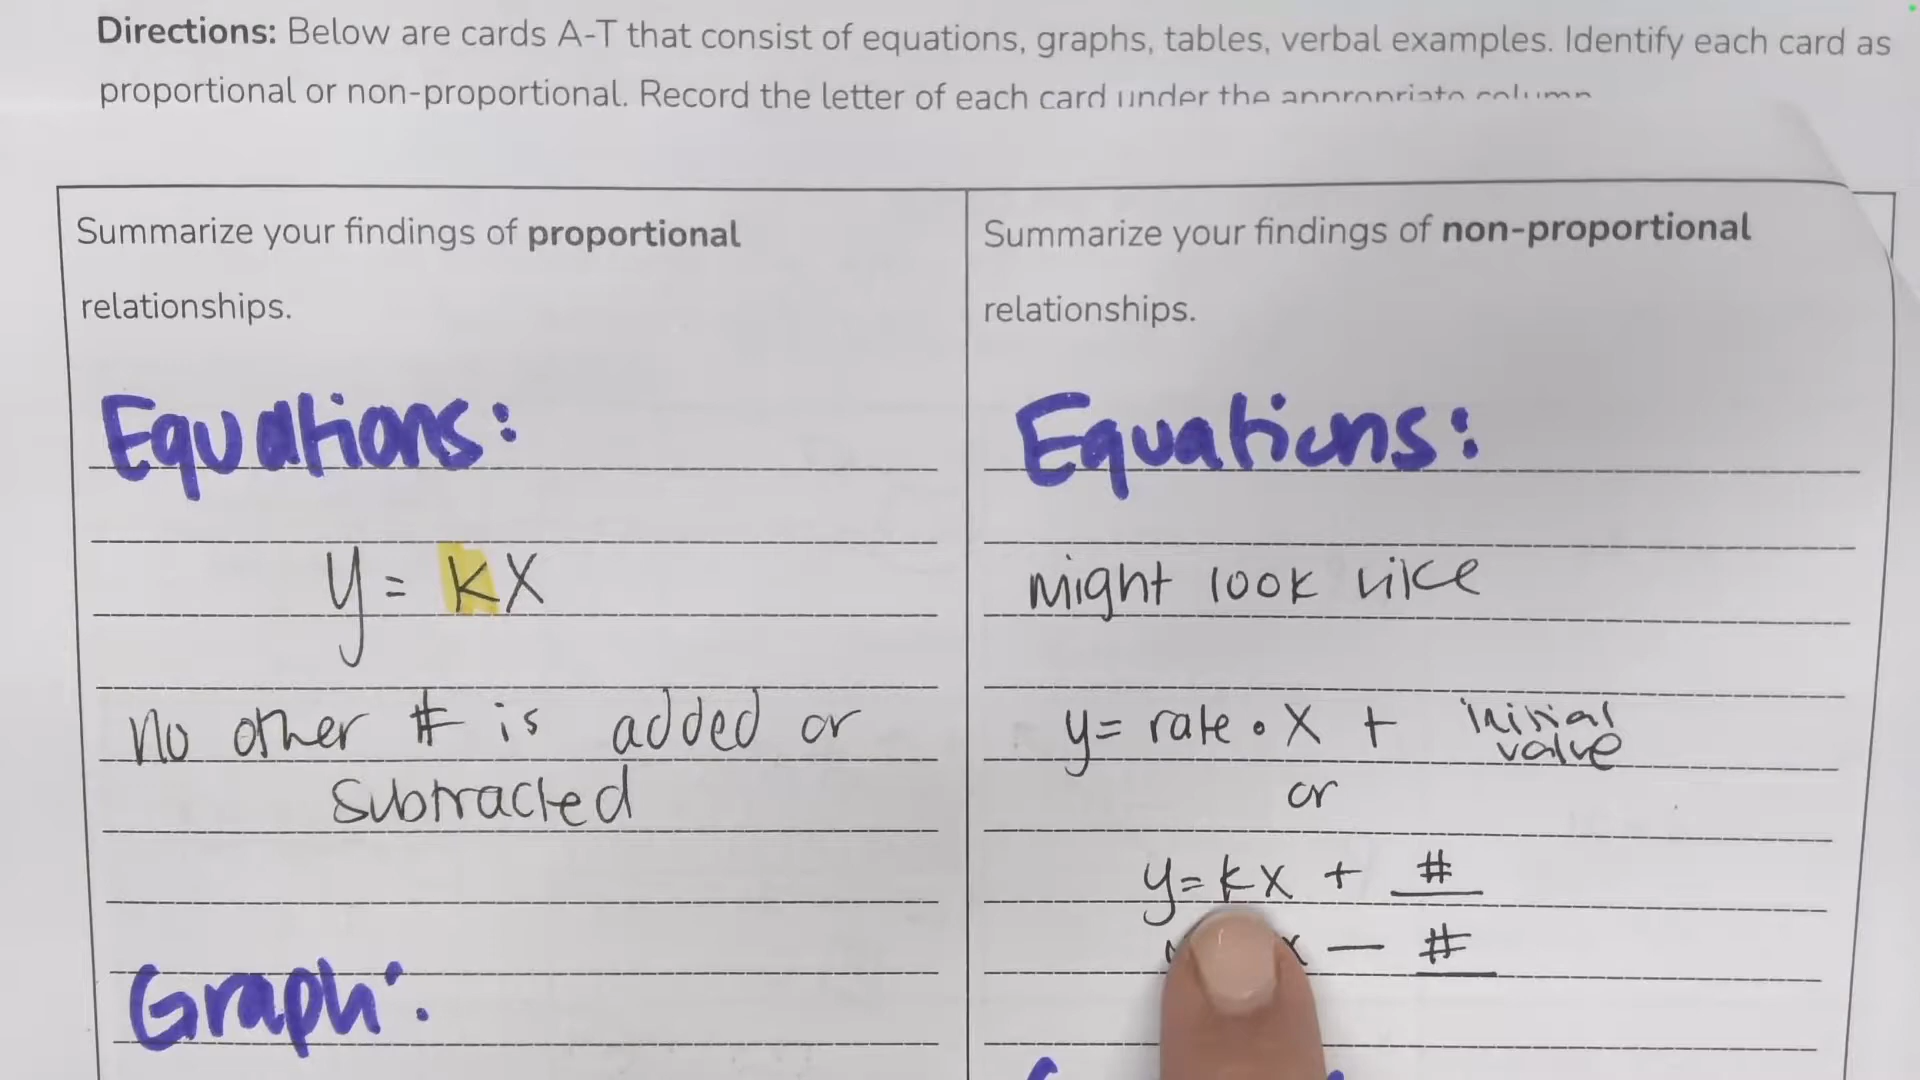 Directions: Below are cards A-T that consist of equations, graphs, tables, verbal examples. Identify each card as
proportional or non-proportional. Record the letter of each card under the appropriate column
Summarize your findings of proportional
relationships.
Equations:
y = kx
no other # is added or
subtracted
Graph:
Summarize your findings of non-proportional
relationships.
Equations:
might look like
y = rate • x + initial
value
or
y = kx + #
x - #